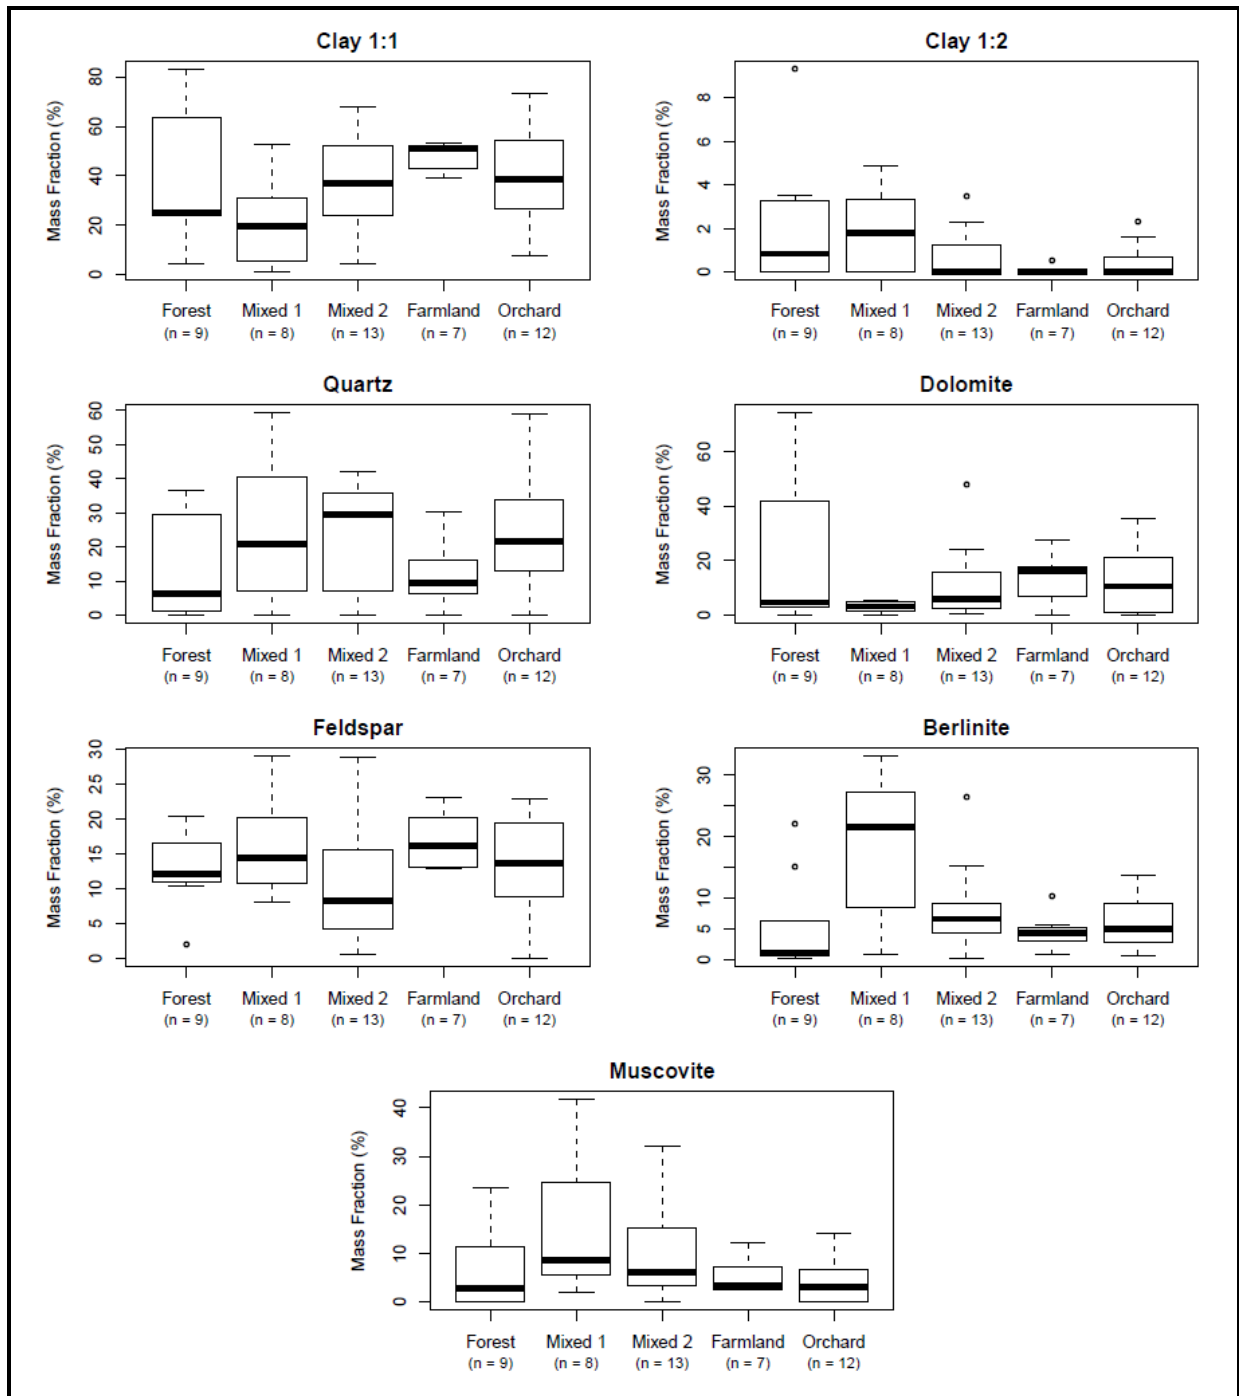 Clay 1:1
Mass Fraction (%)
80
60
40
20
0
Forest Mixed 1 Mixed 2 Farmland Orchard
(n = 9) (n = 8) (n = 13) (n = 7) (n = 12)
Clay 1:2
Mass Fraction (%)
8
6
4
2
0
Forest Mixed 1 Mixed 2 Farmland Orchard
(n = 9) (n = 8) (n = 13) (n = 7) (n = 12)
Quartz
Mass Fraction (%)
60
50
40
30
20
10
0
Forest Mixed 1 Mixed 2 Farmland Orchard
(n = 9) (n = 8) (n = 13) (n = 7) (n = 12)
Dolomite
Mass Fraction (%)
60
40
20
0
Forest Mixed 1 Mixed 2 Farmland Orchard
(n = 9) (n = 8) (n = 13) (n = 7) (n = 12)
Feldspar
Mass Fraction (%)
30
25
20
15
10
5
0
Forest Mixed 1 Mixed 2 Farmland Orchard
(n = 9) (n = 8) (n = 13) (n = 7) (n = 12)
Berlinite
Mass Fraction (%)
30
20
10
5
0
Forest Mixed 1 Mixed 2 Farmland Orchard
(n = 9) (n = 8) (n = 13) (n = 7) (n = 12)
Muscovite
Mass Fraction (%)
40
30
20
10
0
Forest Mixed 1 Mixed 2 Farmland Orchard
(n = 9) (n = 8) (n = 13) (n = 7) (n = 12)